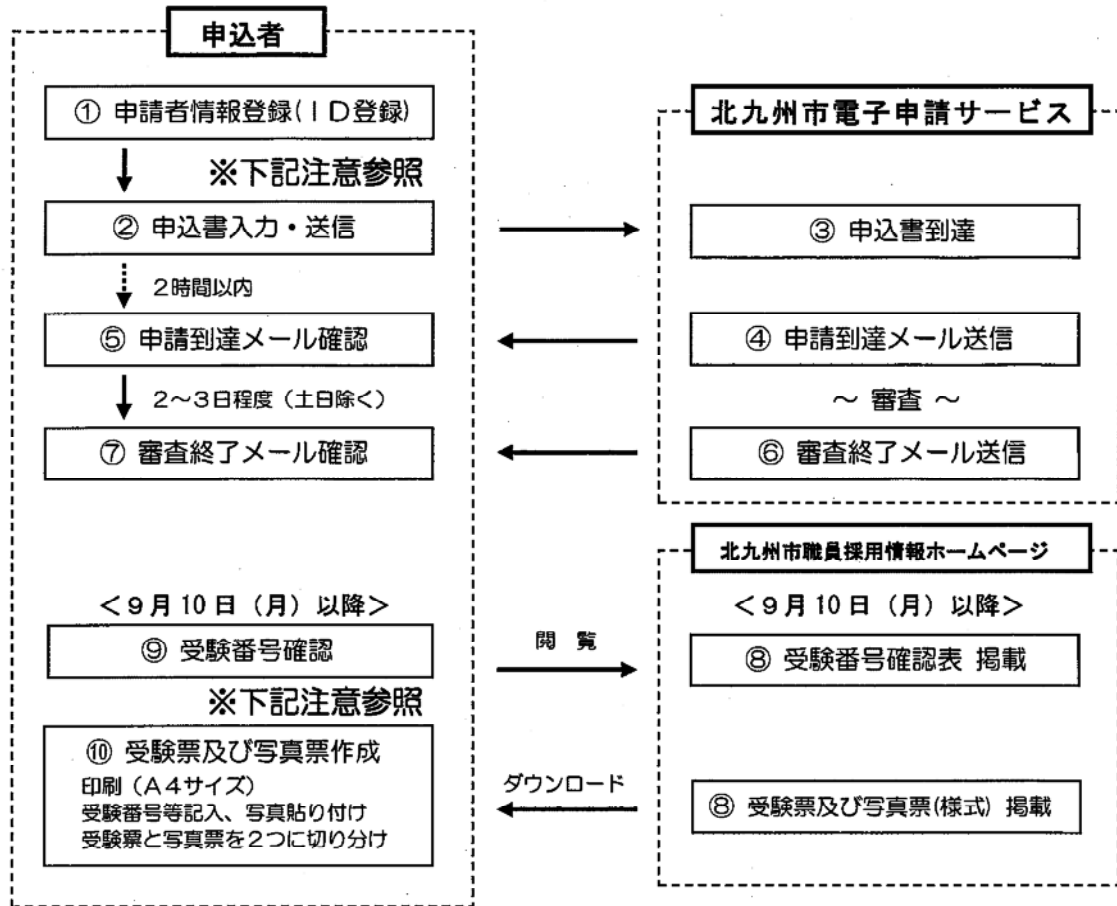 申込者
① 申請者情報登録(ID登録)
※下記注意参照
② 申込書入力・送信
2時間以内
⑤ 申請到達メール確認
2～3日程度(土日除く)
⑦ 審査終了メール確認
＜9月10日(月)以降＞
⑨ 受験番号確認
※下記注意参照
⑩ 受験票及び写真票作成
印刷(A4サイズ)
受験番号等記入、写真貼り付け
受験票と写真票を2つに切り分け
閲 覧
ダウンロード
北九州市電子申請サービス
③ 申込書到達
④ 申請到達メール送信
～ 審査 ～
⑥ 審査終了メール送信
北九州市職員採用情報ホームページ
＜9月10日(月)以降＞
⑧ 受験番号確認表 掲載
⑧ 受験票及び写真票(様式) 掲載